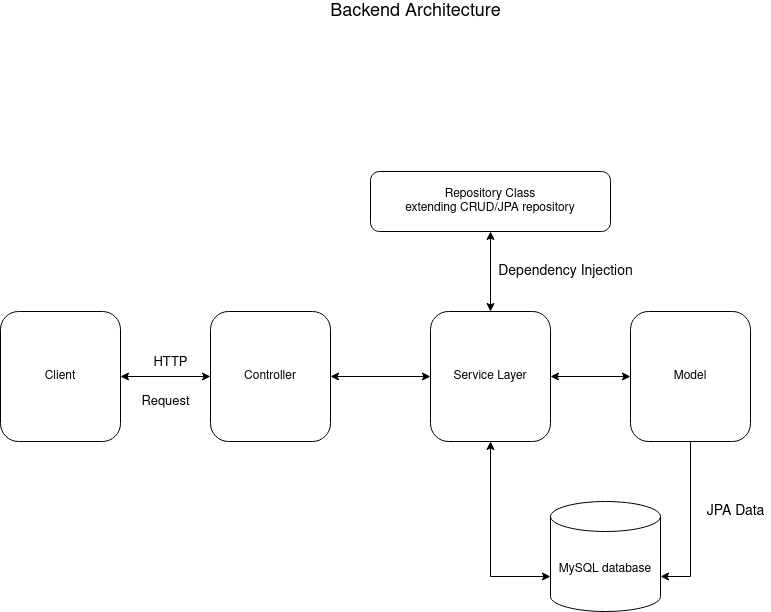 Backend Architecture
Repository Class
extending CRUD/JPA repository
Dependency Injection
HTTP
Client
Controller
Service Layer
Model
Request
JPA Data
MySQL database